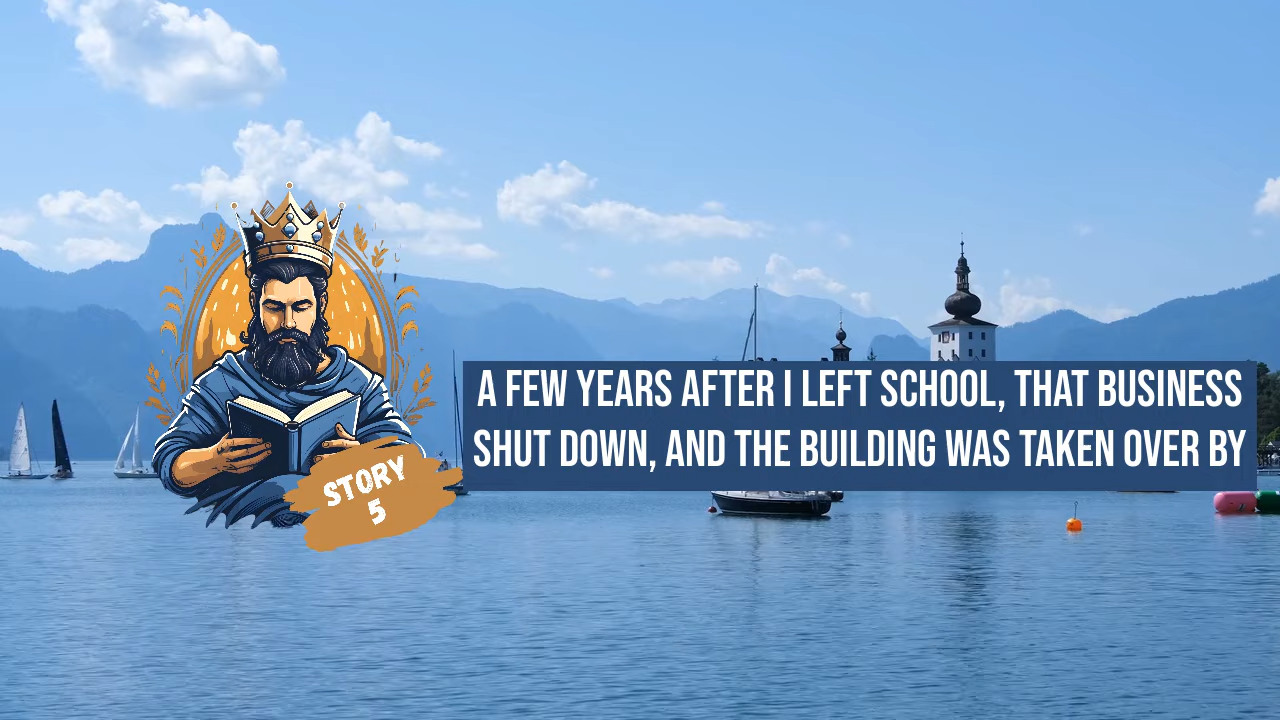 STORY
5
A FEW YEARS AFTER I LEFT SCHOOL, THAT BUSINESS
SHUT DOWN, AND THE BUILDING WAS TAKEN OVER BY